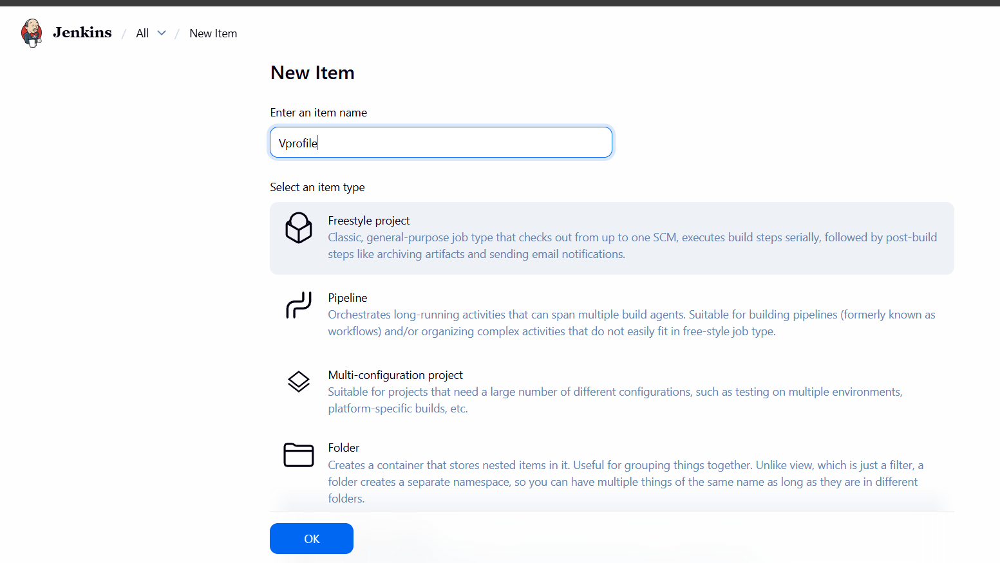 Jenkins / All / New Item
New Item
Enter an item name
Vprofile
Select an item type
Freestyle project
Classic, general-purpose job type that checks out from up to one SCM, executes build steps serially, followed by post-build
steps like archiving artifacts and sending email notifications.
Pipeline
Orchestrates long-running activities that can span multiple build agents. Suitable for building pipelines (formerly known as
workflows) and/or organizing complex activities that do not easily fit in free-style job type.
Multi-configuration project
Suitable for projects that need a large number of different configurations, such as testing on multiple environments,
platform-specific builds, etc.
Folder
Creates a container that stores nested items in it. Useful for grouping things together. Unlike view, which is just a filter, a
folder creates a separate namespace, so you can have multiple things of the same name as long as they are in different
folders.
OK